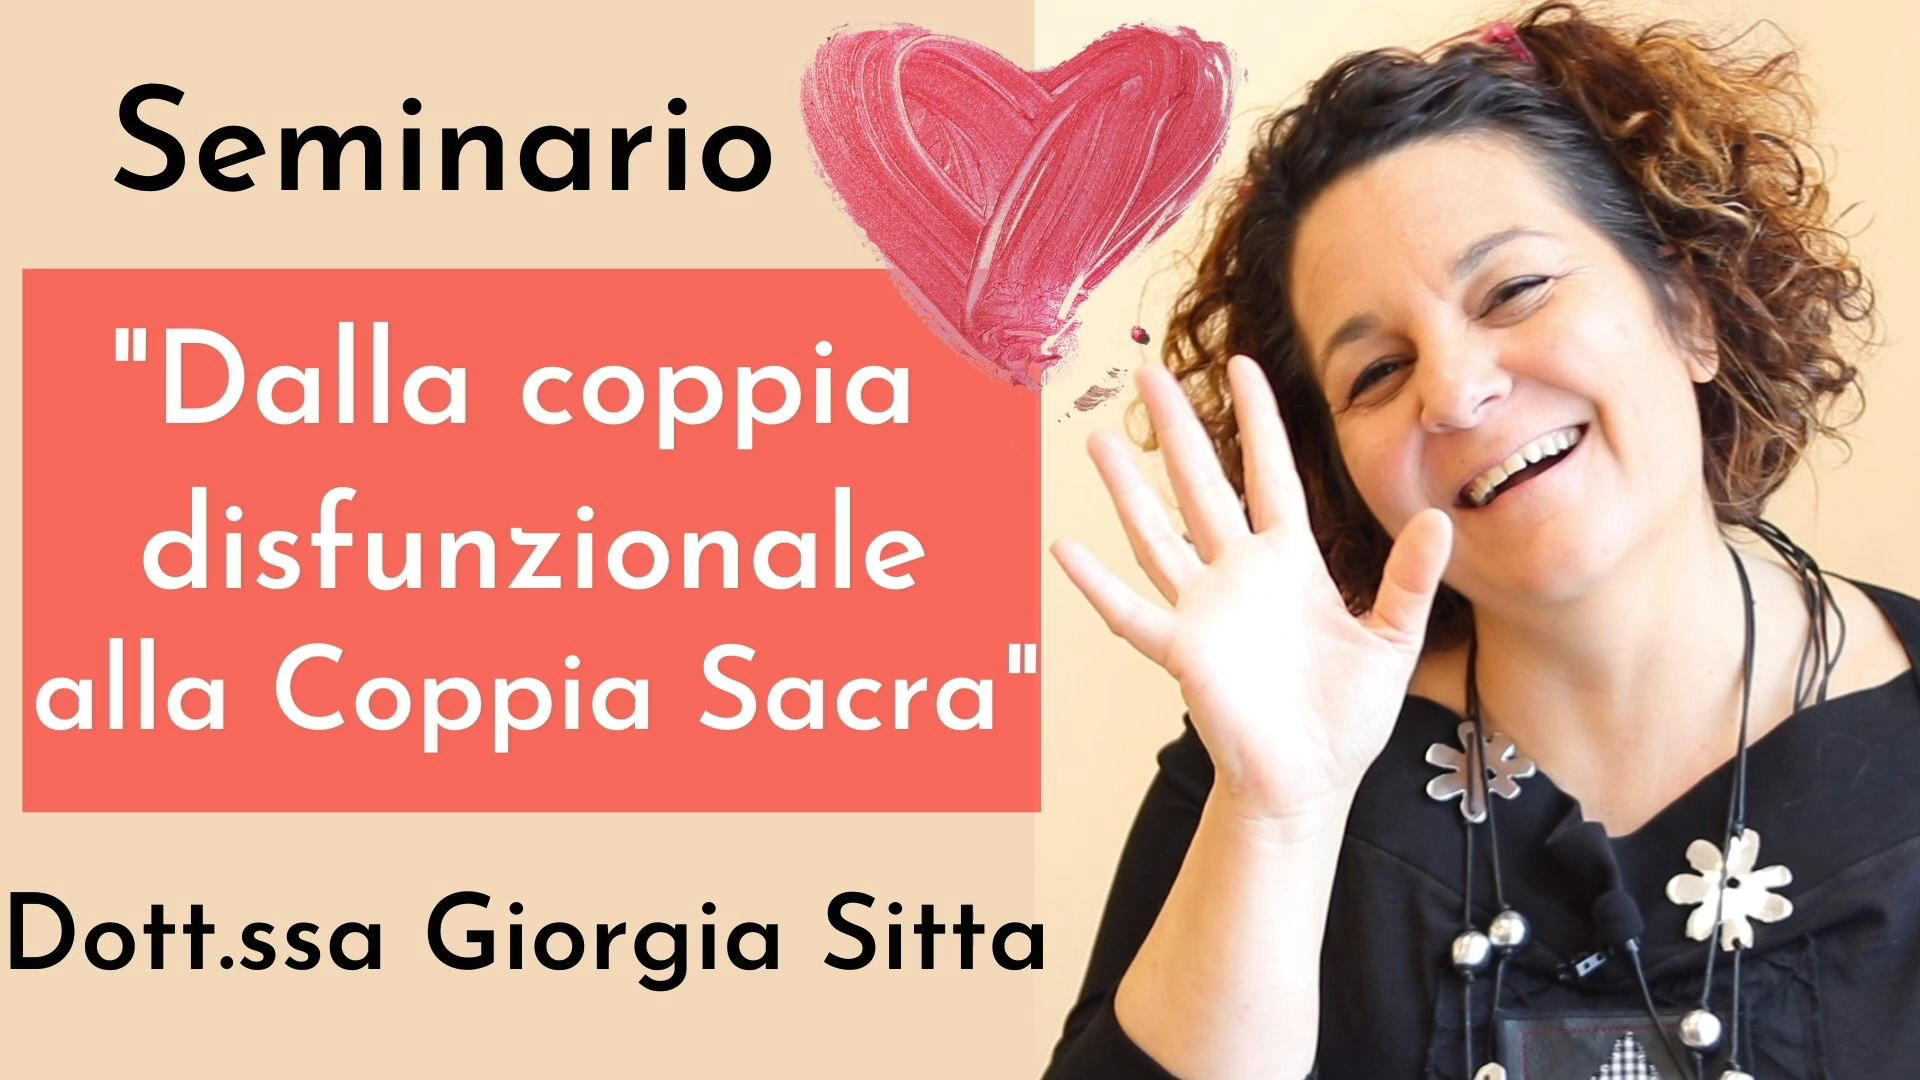 Seminario
"Dalla coppia
disfunzionale
alla Coppia Sacra"
Dott.ssa Giorgia Sitta